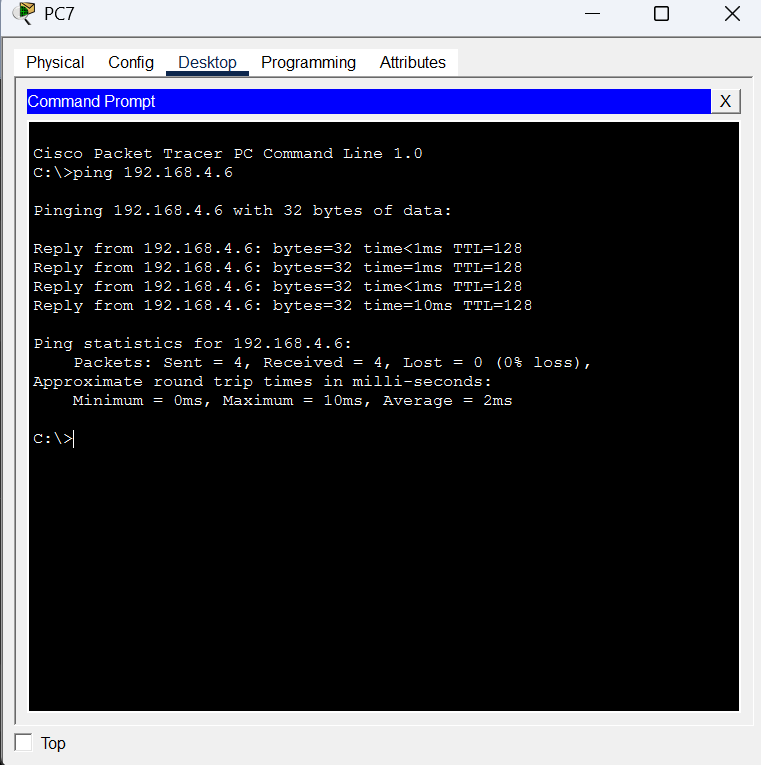 PC7
Physical Config Desktop Programming Attributes
Command Prompt
X
Cisco Packet Tracer PC Command Line 1.0
C:\>ping 192.168.4.6
Pinging 192.168.4.6 with 32 bytes of data:
Reply from 192.168.4.6: bytes=32 time<1ms TTL=128
Reply from 192.168.4.6: bytes=32 time=1ms TTL=128
Reply from 192.168.4.6: bytes=32 time<1ms TTL=128
Reply from 192.168.4.6: bytes=32 time=10ms TTL=128
Ping statistics for 192.168.4.6:
    Packets: Sent = 4, Received = 4, Lost = 0 (0% loss),
Approximate round trip times in milli-seconds:
    Minimum = 0ms, Maximum = 10ms, Average = 2ms
C:\>
Top